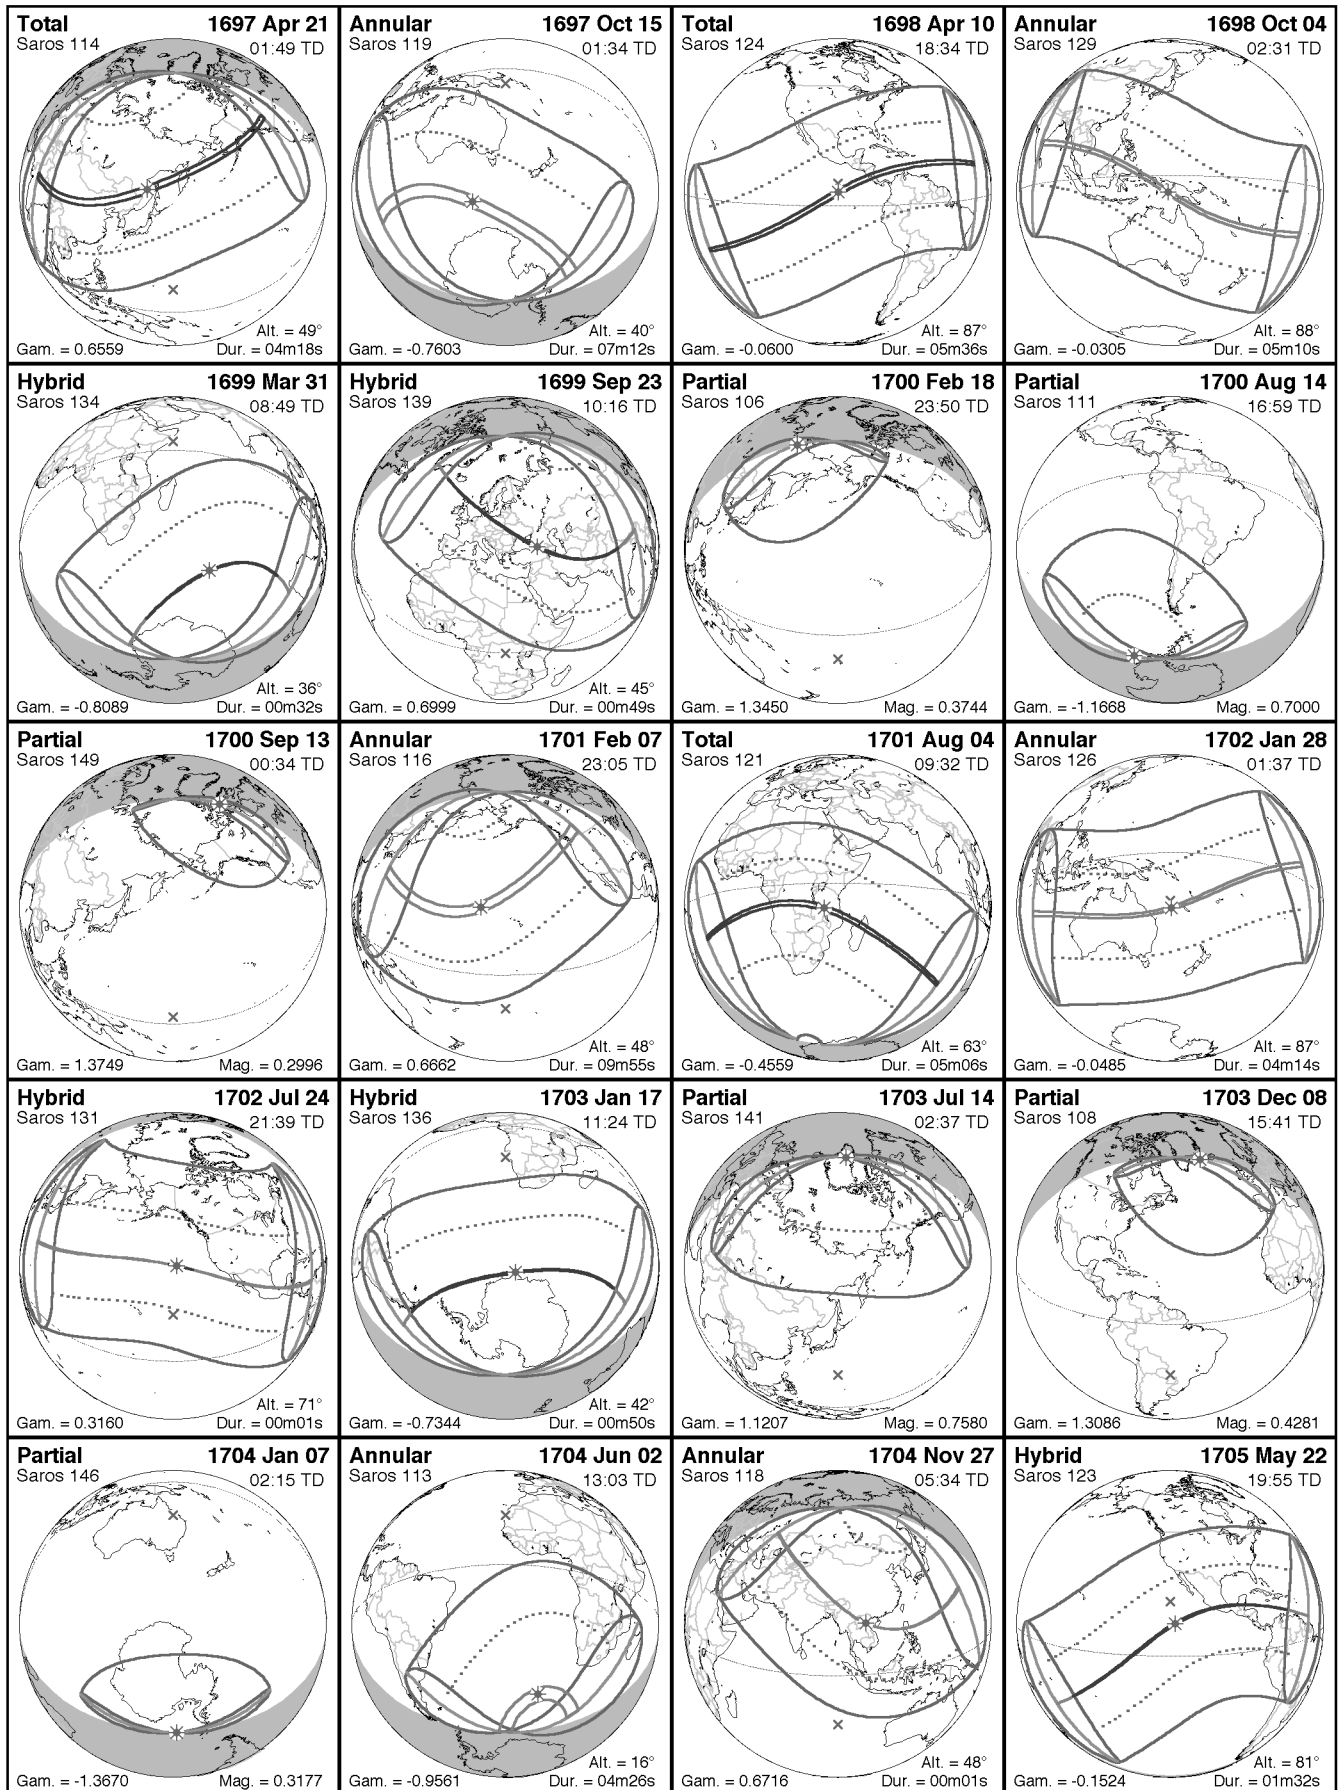 Total 1697 Apr 21
Saros 114 01:49 TD
Alt. = 49°
Gam. = 0.6559 Dur. = 04m18s
Annular 1697 Oct 15
Saros 119 01:34 TD
Alt. = 40°
Gam. = -0.7603 Dur. = 07m12s
Total 1698 Apr 10
Saros 124 18:34 TD
Alt. = 87°
Gam. = -0.0600 Dur. = 05m36s
Annular 1698 Oct 04
Saros 129 02:31 TD
Alt. = 88°
Gam. = -0.0305 Dur. = 05m10s
Hybrid 1699 Mar 31
Saros 134 08:49 TD
Alt. = 36°
Gam. = -0.8089 Dur. = 00m32s
Hybrid 1699 Sep 23
Saros 139 10:16 TD
Alt. = 45°
Gam. = 0.6999 Dur. = 00m49s
Partial 1700 Feb 18
Saros 106 23:50 TD
Gam. = 1.3450 Mag. = 0.3744
Partial 1700 Aug 14
Saros 111 16:59 TD
Gam. = -1.1668 Mag. = 0.7000
Partial 1700 Sep 13
Saros 149 00:34 TD
Gam. = 1.3749 Mag. = 0.2996
Annular 1701 Feb 07
Saros 116 23:05 TD
Alt. = 48°
Gam. = 0.6662 Dur. = 09m55s
Total 1701 Aug 04
Saros 121 09:32 TD
Alt. = 63°
Gam. = -0.4559 Dur. = 05m06s
Annular 1702 Jan 28
Saros 126 01:37 TD
Alt. = 87°
Gam. = -0.0485 Dur. = 04m14s
Hybrid 1702 Jul 24
Saros 131 21:39 TD
Alt. = 71°
Gam. = 0.3160 Dur. = 00m01s
Hybrid 1703 Jan 17
Saros 136 11:24 TD
Alt. = 42°
Gam. = -0.7344 Dur. = 00m50s
Partial 1703 Jul 14
Saros 141 02:37 TD
Gam. = 1.1207 Mag. = 0.7580
Partial 1703 Dec 08
Saros 108 15:41 TD
Gam. = 1.3086 Mag. = 0.4281
Partial 1704 Jan 07
Saros 146 02:15 TD
Gam. = -1.3670 Mag. = 0.3177
Annular 1704 Jun 02
Saros 113 13:03 TD
Alt. = 16°
Gam. = -0.9561 Dur. = 04m26s
Annular 1704 Nov 27
Saros 118 05:34 TD
Alt. = 48°
Gam. = 0.6716 Dur. = 00m01s
Hybrid 1705 May 22
Saros 123 19:55 TD
Alt. = 81°
Gam. = -0.1524 Dur. = 01m32s